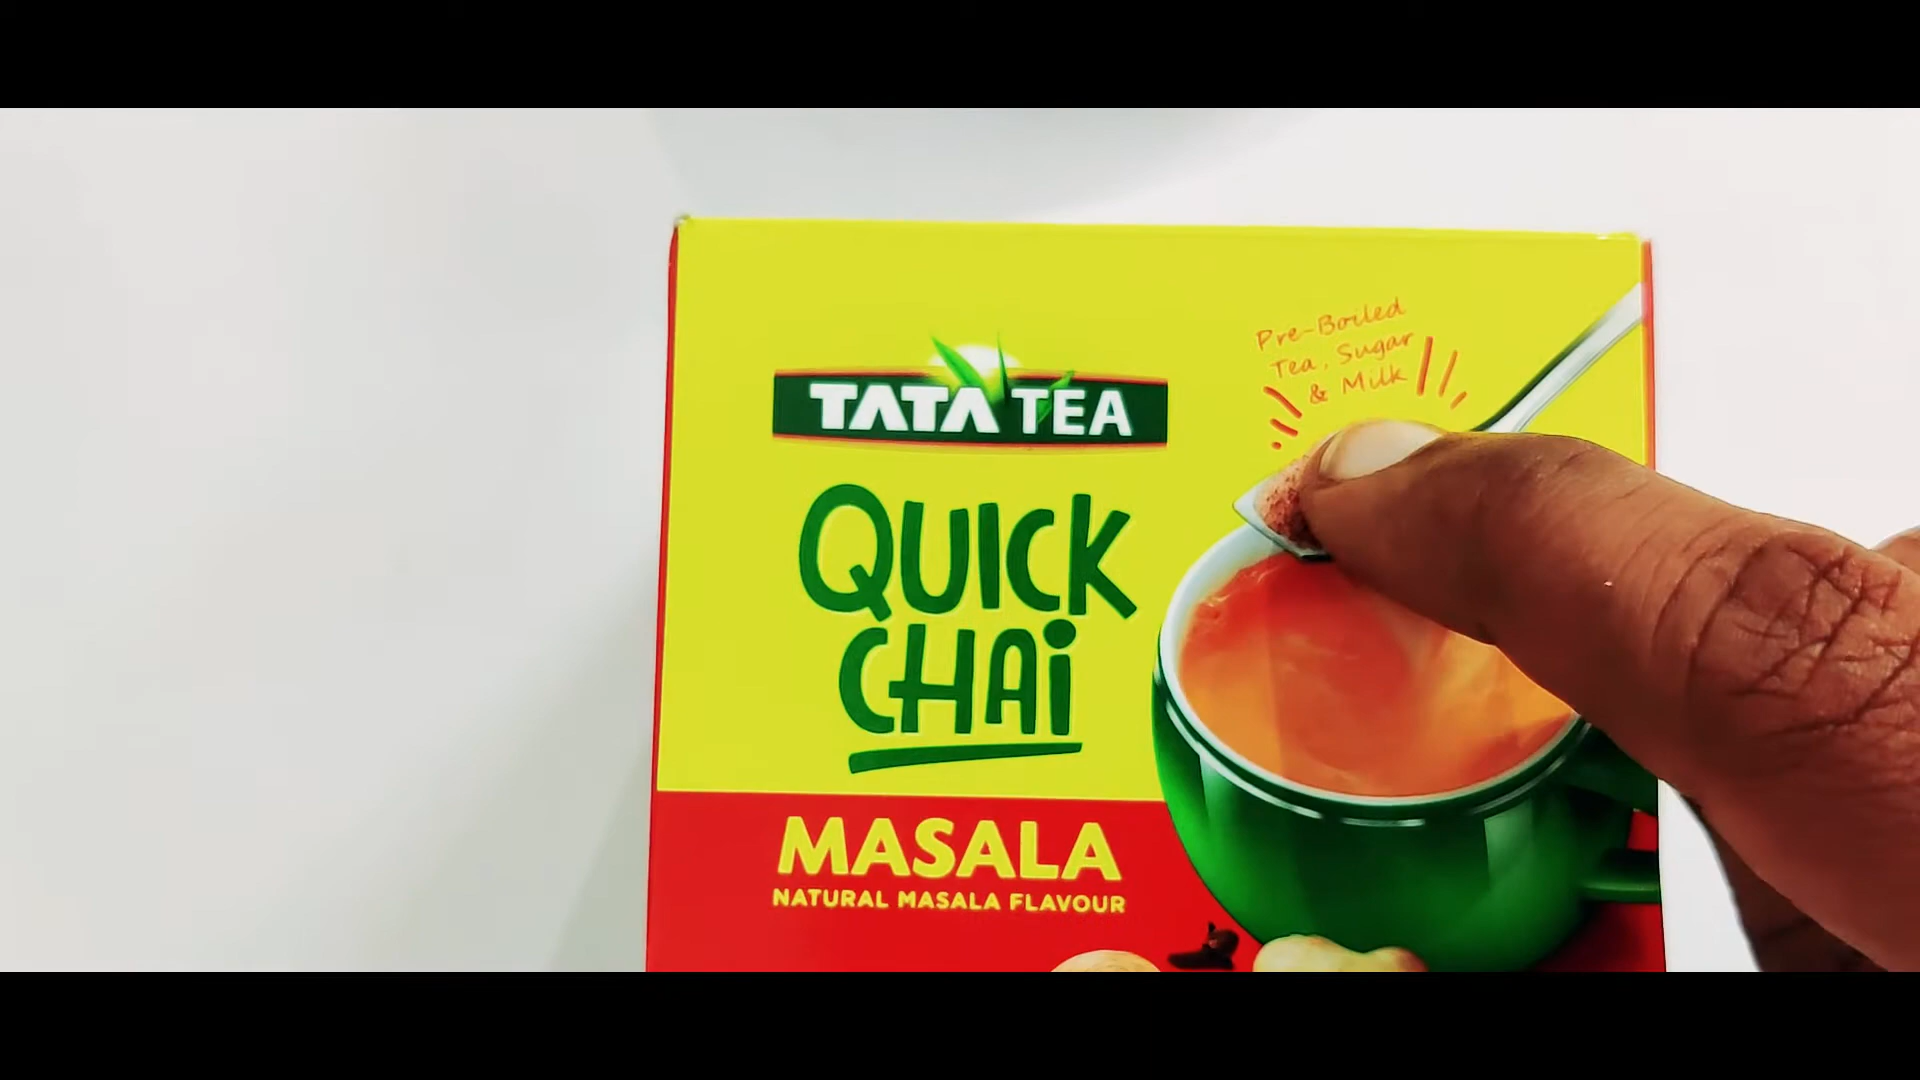 Pre-Boiled
Tea, Sugar
& Milk
TATA TEA
QUICK
CHAI
MASALA
NATURAL MASALA FLAVOUR